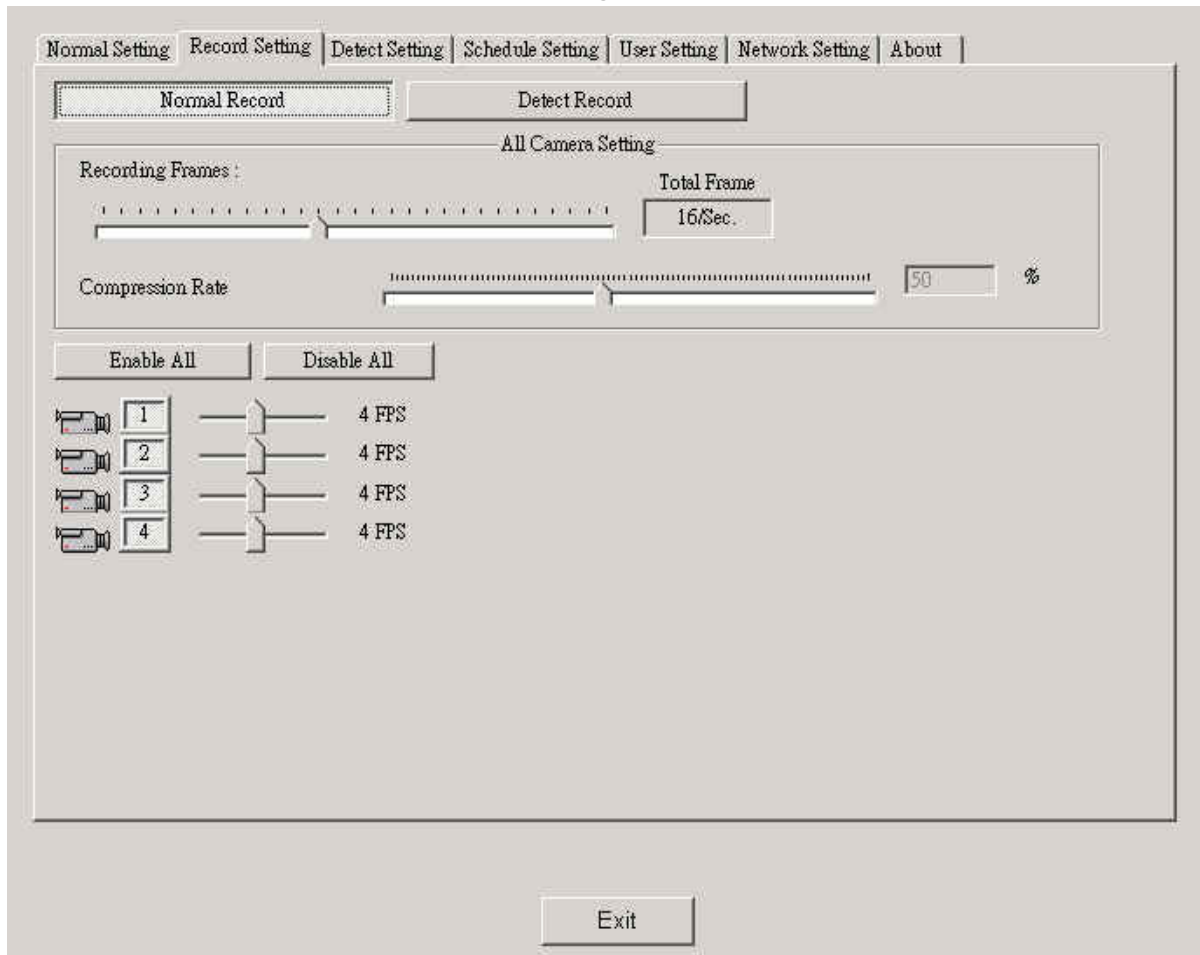 Normal Setting Record Setting Detect Setting Schedule Setting User Setting Network Setting About
Normal Record Detect Record
All Camera Setting
Recording Frames :
Total Frame
16/Sec.
Compression Rate 50 %
Enable All Disable All
1 4 FPS
2 4 FPS
3 4 FPS
4 4 FPS
Exit